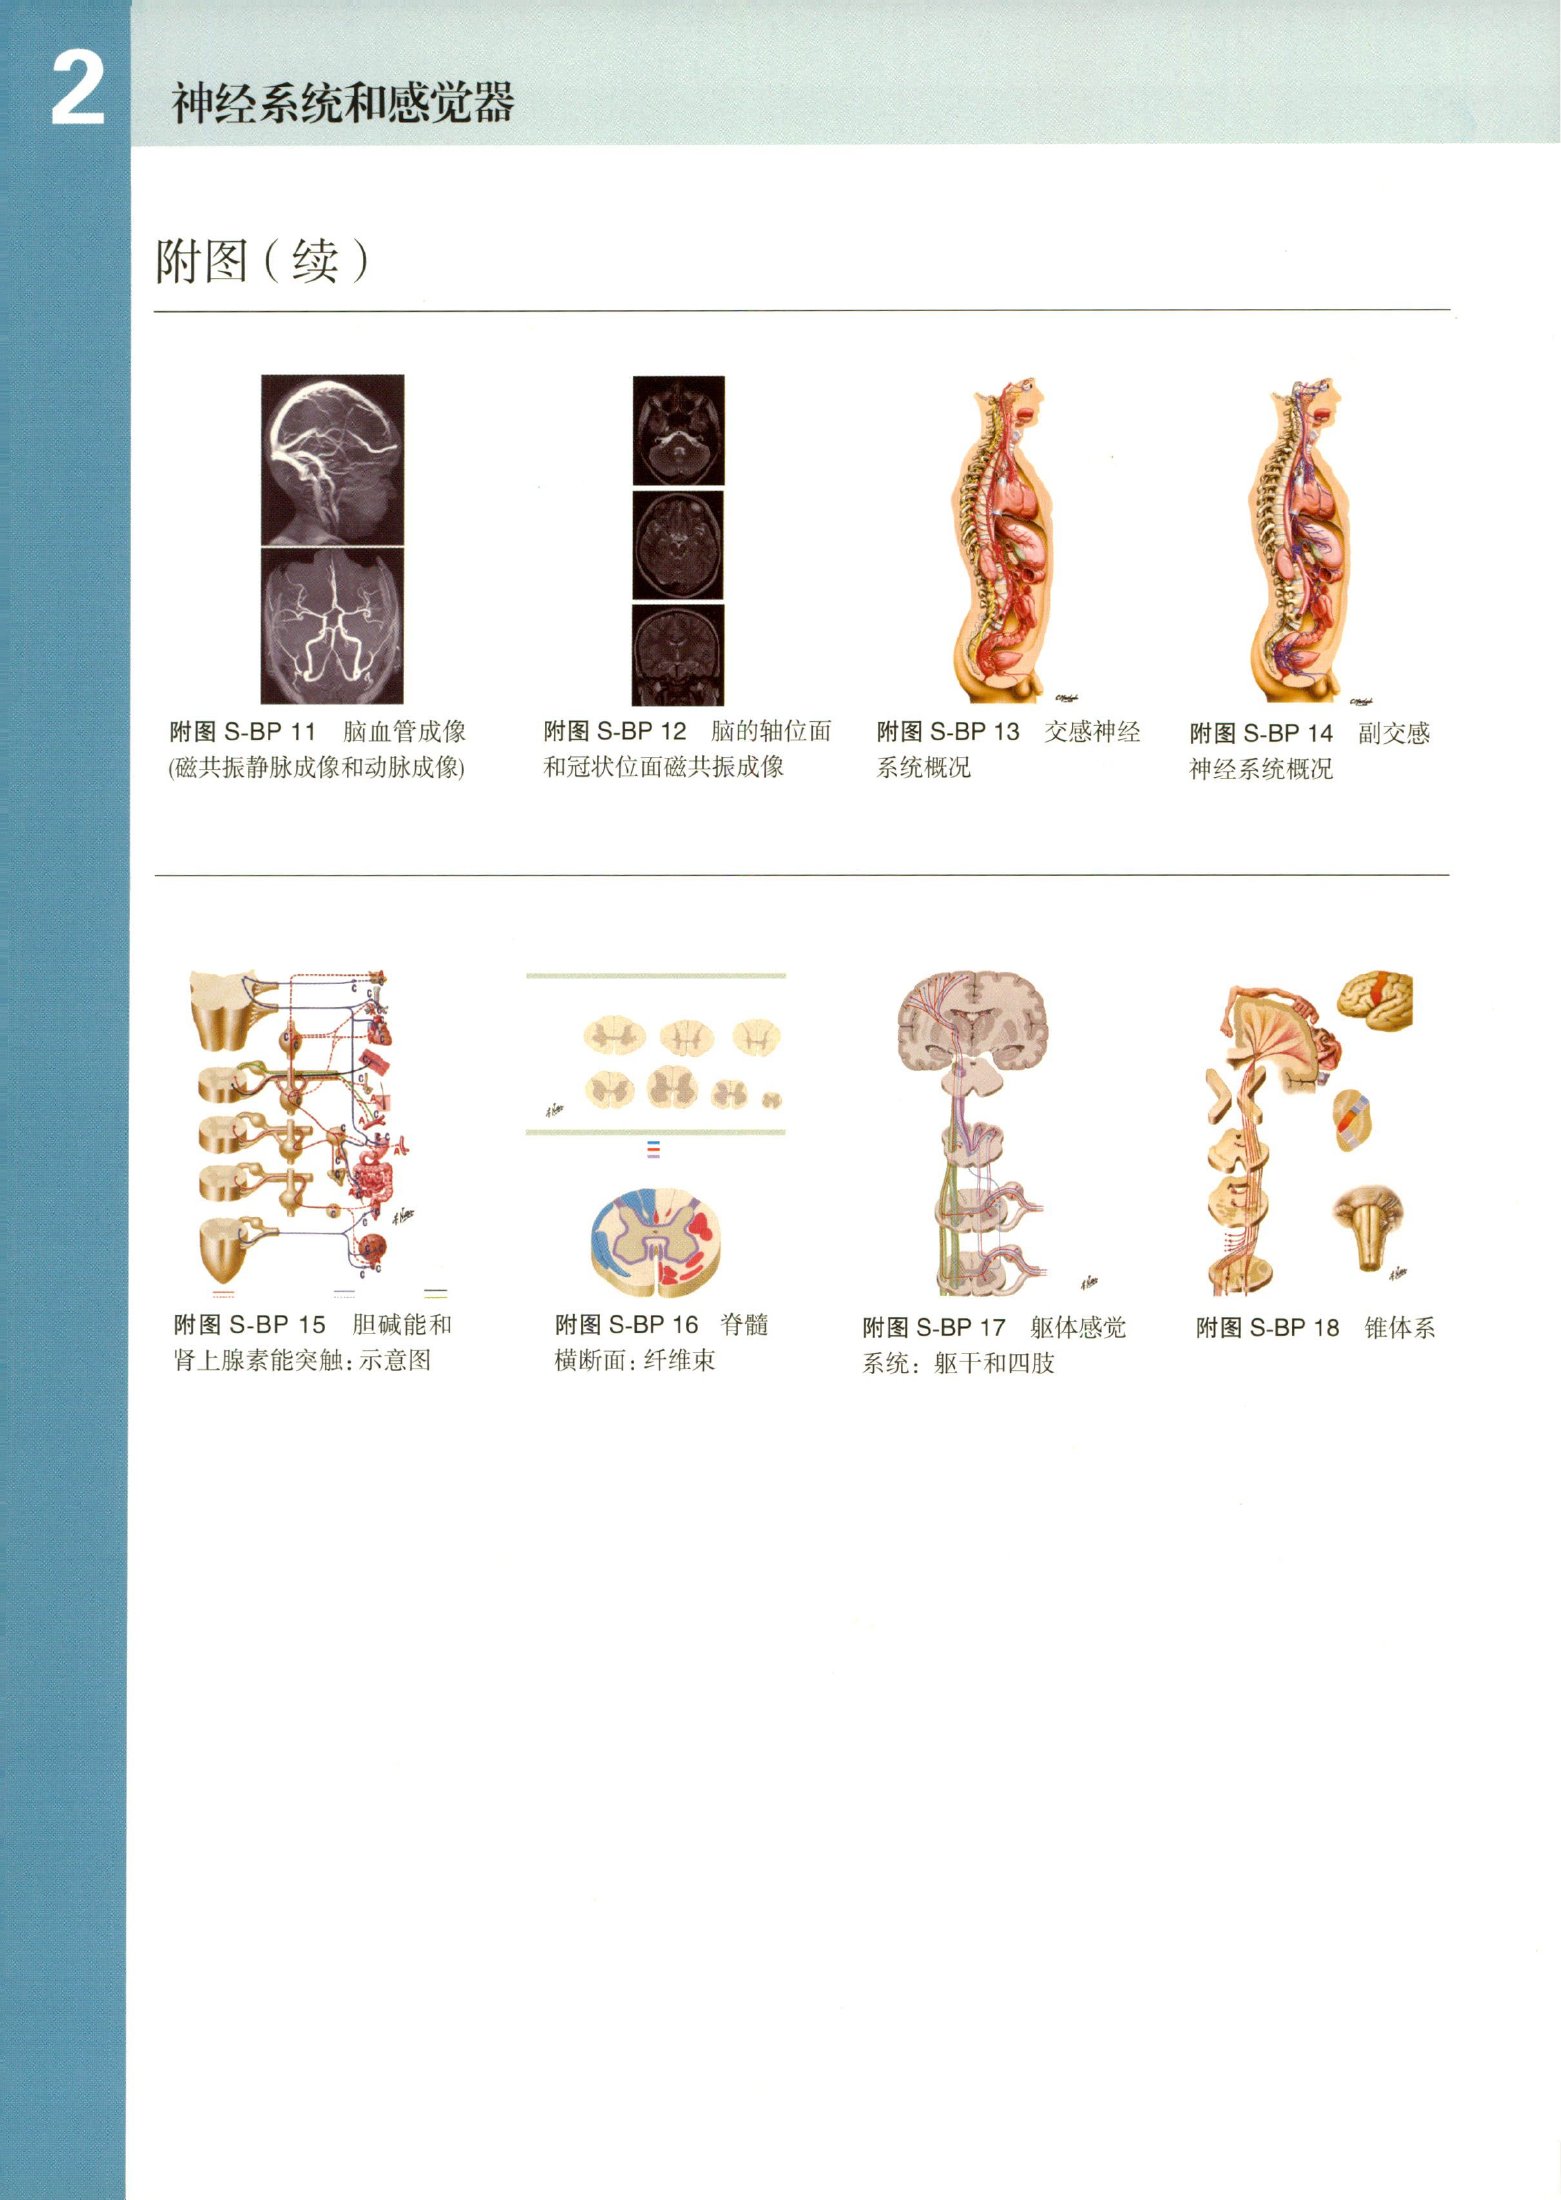 2
神经系统和感觉器
附图（续）
附图 S-BP 11 脑血管成像
(磁共振静脉成像和动脉成像)
附图 S-BP 12 脑的轴位面
和冠状位面磁共振成像
附图 S-BP 13 交感神经
系统概况
附图 S-BP 14 副交感
神经系统概况
附图 S-BP 15 胆碱能和
肾上腺素能突触: 示意图
附图 S-BP 16 脊髓
横断面: 纤维束
附图 S-BP 17 躯体感觉
系统: 躯干和四肢
附图 S-BP 18 锥体系